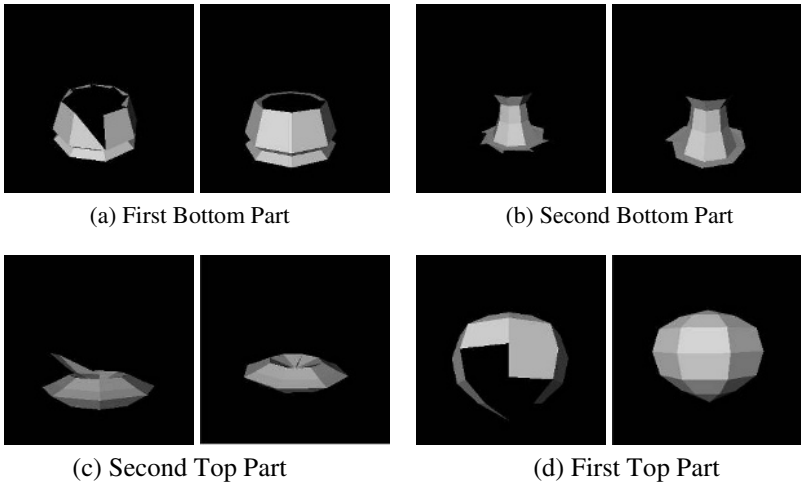 (a) First Bottom Part
(b) Second Bottom Part
(c) Second Top Part
(d) First Top Part